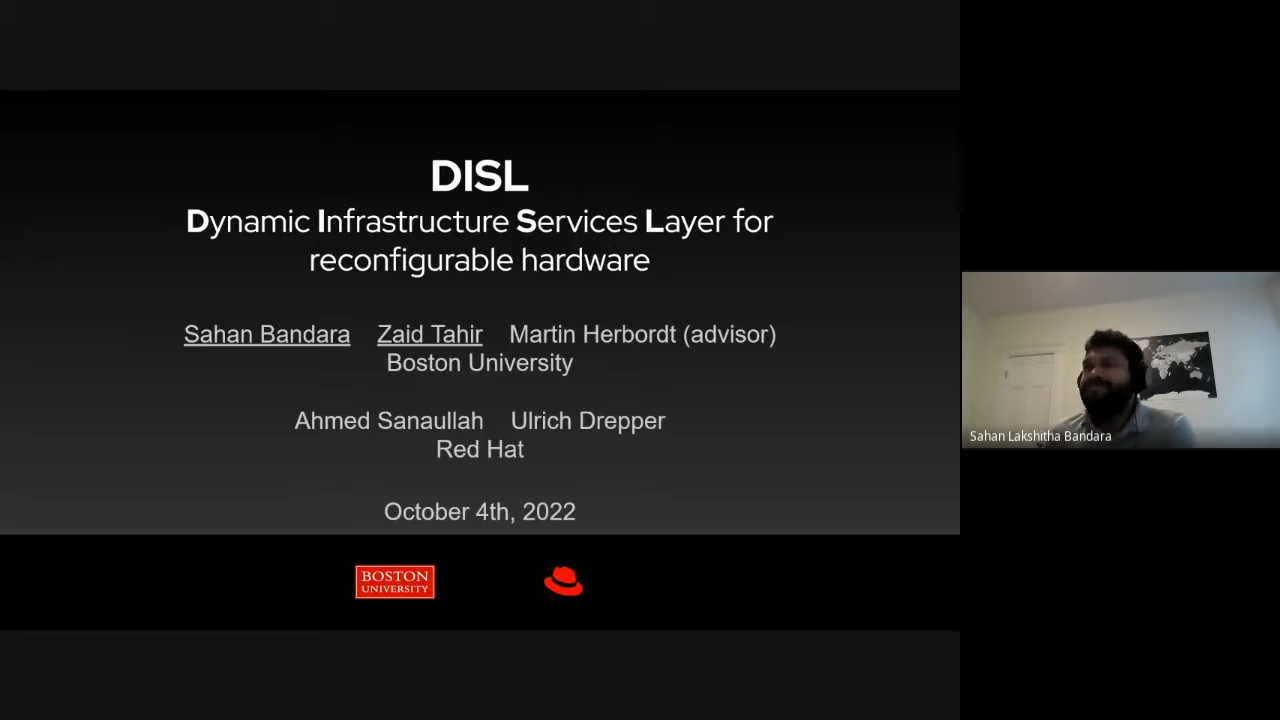 DISL
Dynamic Infrastructure Services Layer for
reconfigurable hardware
Sahan Bandara Zaid Tahir Martin Herbordt (advisor)
Boston University
Ahmed Sanaullah Ulrich Drepper
Red Hat
October 4th, 2022
BOSTON
UNIVERSITY
Sahan Lakshitha Bandara